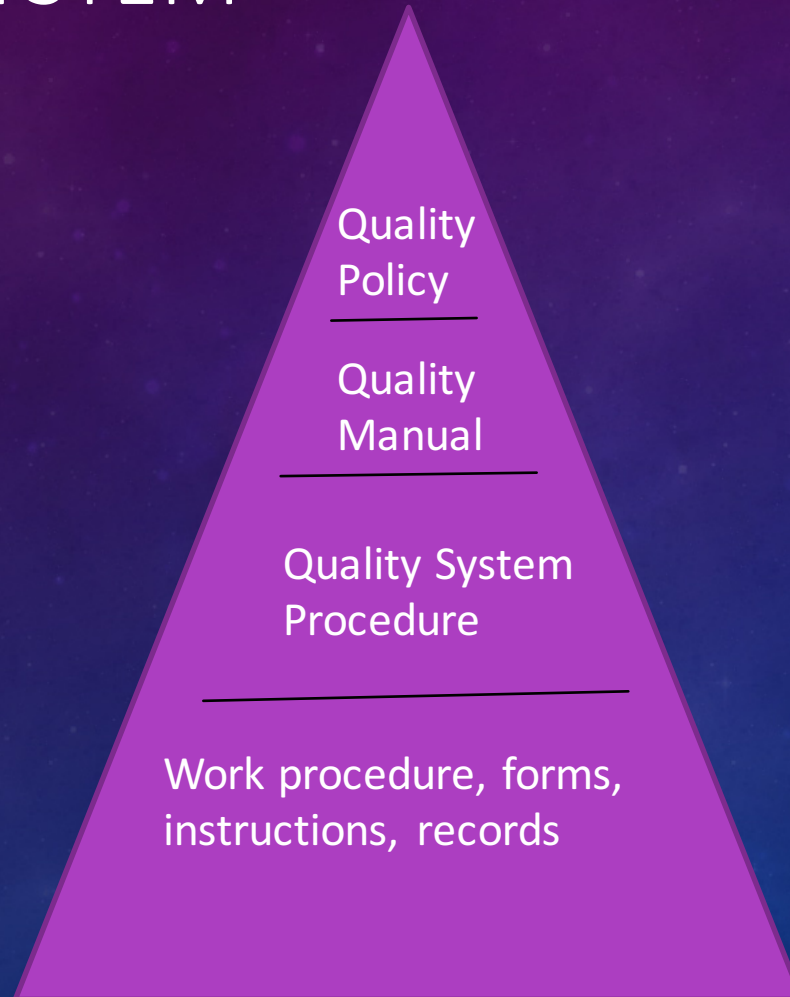 Quality
Policy
Quality
Manual
Quality System
Procedure
Work procedure, forms,
instructions, records